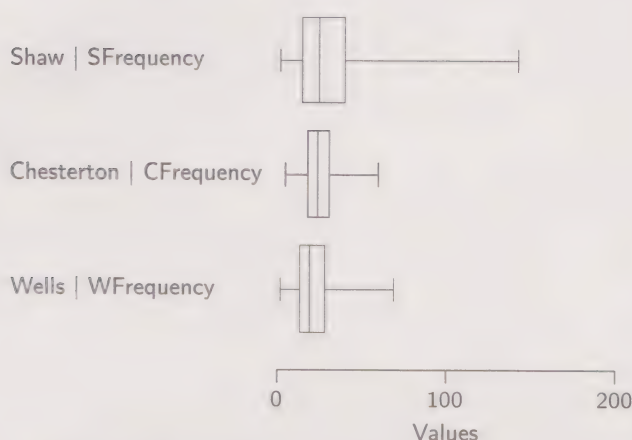 Shaw | SFrequency
Chesterton | CFrequency
Wells | WFrequency
0 100 200
Values